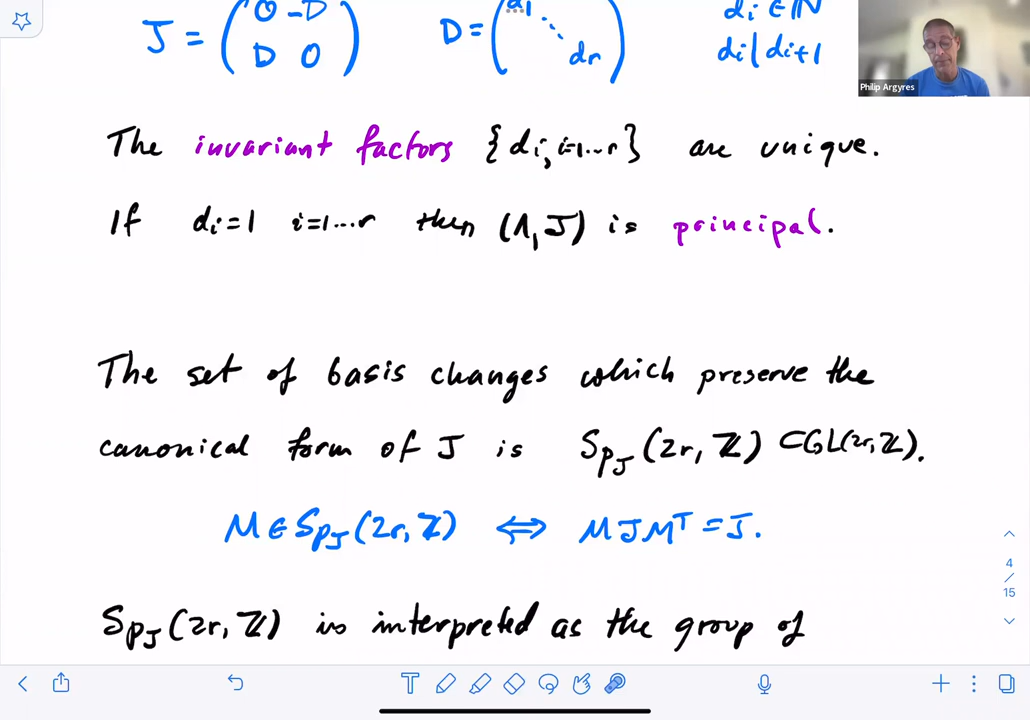 J = ( 0 -D D 0 ) D = ( d1 ⋱ dr ) di ∈ ℕ
di | di+1
Philip Argyres
The invariant factors {di, i=1...r} are unique.
If di=1 i=1...r then (Λ, J) is principal.
The set of basis changes which preserve the
canonical form of J is SpJ(2r, ℤ) ⊂ GL(2r, ℤ).
M ∈ SpJ(2r, ℤ) ⇔ M J Mᵀ = J.
SpJ(2r, ℤ) is interpreted as the group of
4
/
15
T